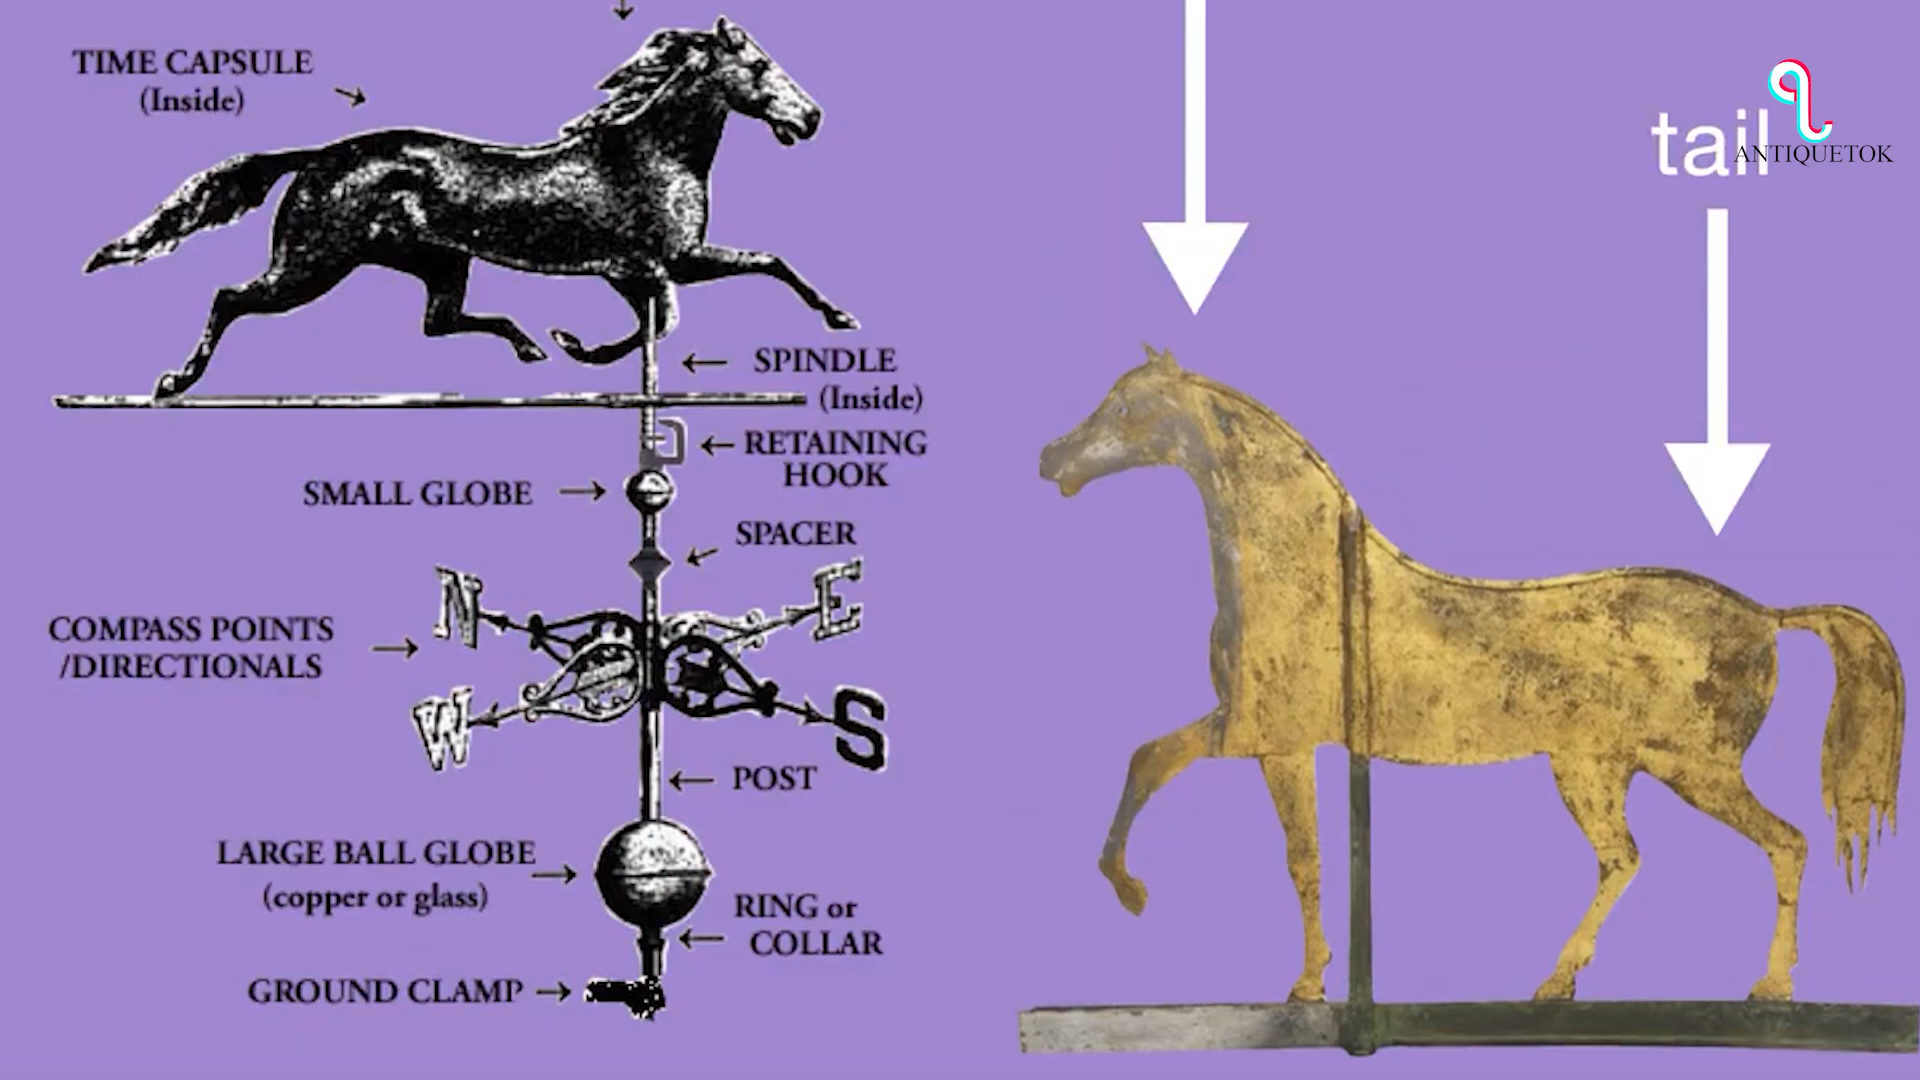 TIME CAPSULE
(Inside)
SPINDLE
(Inside)
RETAINING
HOOK
SMALL GLOBE
SPACER
N
E
COMPASS POINTS
/DIRECTIONALS
W
S
POST
LARGE BALL GLOBE
(copper or glass)
RING or
COLLAR
GROUND CLAMP
tail
ANTIQUETOK